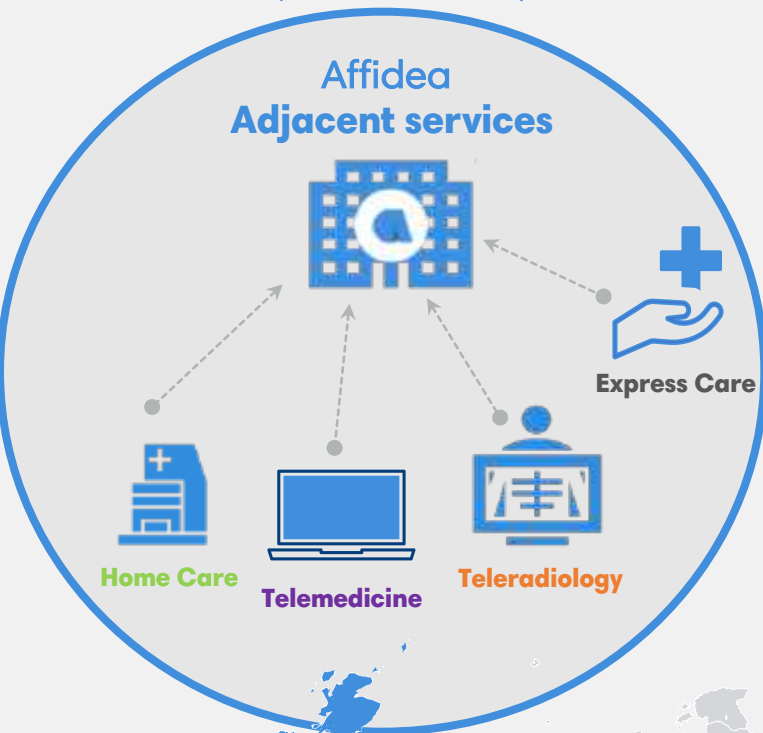 Affidea
Adjacent services
Express Care
Home Care
Telemedicine
Teleradiology